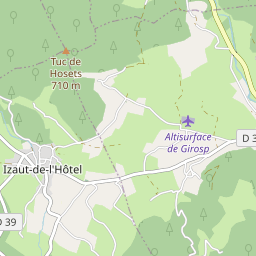 Tuc de
Hosets
710 m
Altisurface
de Girosp
D 3
Izaut-de-l'Hôtel
D 39